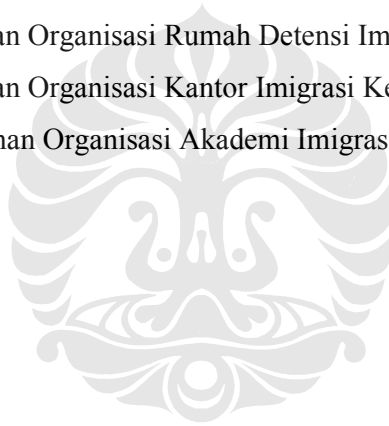 an Organisasi Rumah Detensi Im
an Organisasi Kantor Imigrasi Ke
nan Organisasi Akademi Imigras